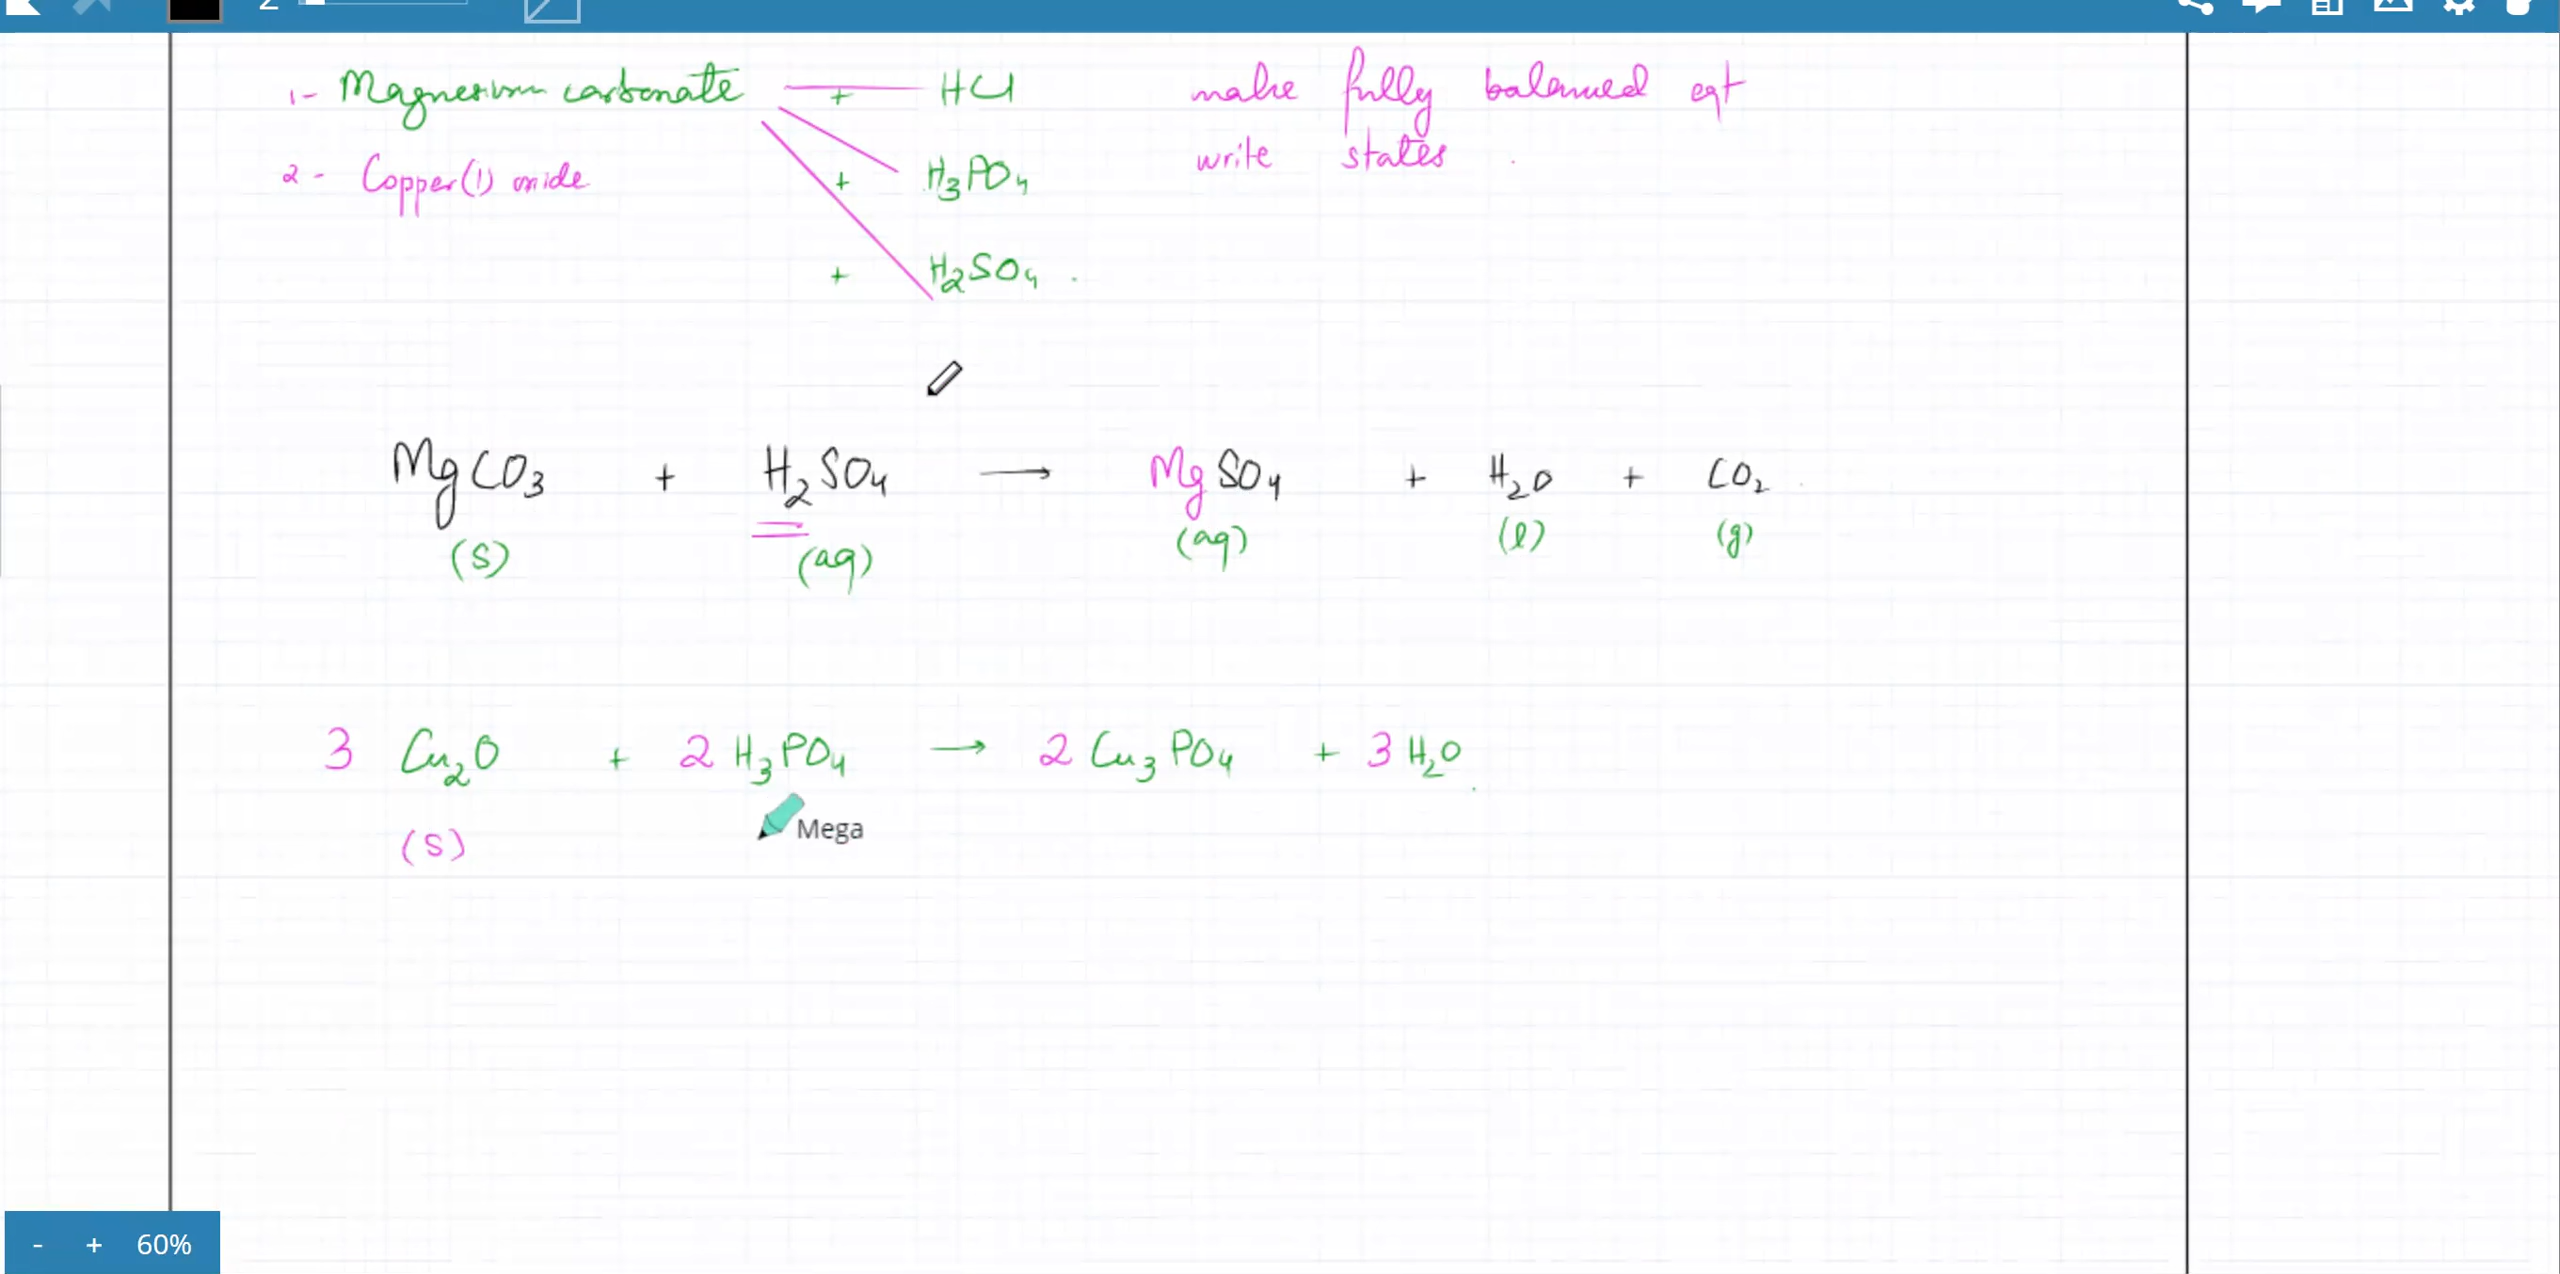 2
1- Magnesium carbonate + HCl make fully balanced eqt
2- Copper(I) oxide + H₃PO₄ write states.
+ H₂SO₄.
MgCO₃ + H₂SO₄ → MgSO₄ + H₂O + CO₂
(s) (aq) (aq) (l) (g)
3 Cu₂O + 2 H₃PO₄ → 2 Cu₃PO₄ + 3 H₂O
(s) Mega
- + 60%